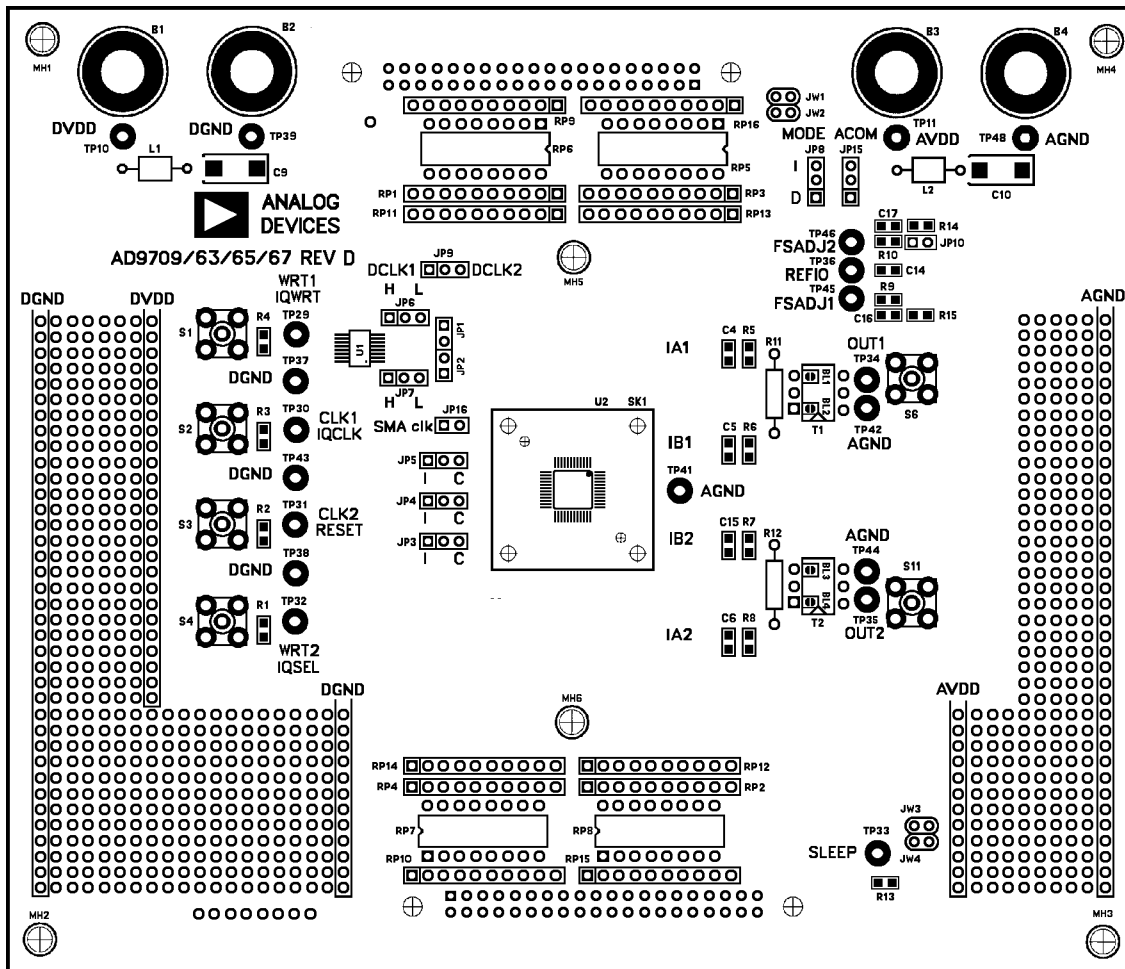 B1
B2
B3
B4
MH1
MH4
DVDD
TP10
DGND
TP39
L1
C9
RP9
RP6
RP16
RP5
JW1
JW2
MODE
ACOM
JP8
JP15
I
D
TP11
AVDD
TP48
AGND
L2
C10
ANALOG
DEVICES
RP1
RP11
RP3
RP13
AD9709/63/65/67 REV D
JP9
DCLK1
DCLK2
MH5
TP46
FSADJ2
TP36
REFIO
TP45
FSADJ1
C17
R14
JP10
R10
C14
R9
C16
R15
DGND
DVDD
AGND
WRT1
IQWRT
S1
R4
TP29
H L
JP6
U1
JP1
JP2
JP7
H L
TP37
DGND
S2
R3
TP30
CLK1
IQCLK
SMA clk
JP16
U2
SK1
IA1
C4
R5
R11
BL1
BL2
T1
OUT1
TP34
TP42
AGND
S6
IB1
C5
R6
TP43
DGND
JP5
I C
JP4
I C
JP3
I C
TP41
AGND
S3
R2
TP31
CLK2
RESET
TP38
DGND
IB2
C15
R7
R12
BL3
BL4
T2
AGND
TP44
TP35
OUT2
S11
S4
R1
TP32
WRT2
IQSEL
IA2
C6
R8
DGND
AVDD
MH6
RP14
RP4
RP12
RP2
RP7
RP8
RP10
RP15
JW3
JW4
TP33
SLEEP
R13
MH2
MH3